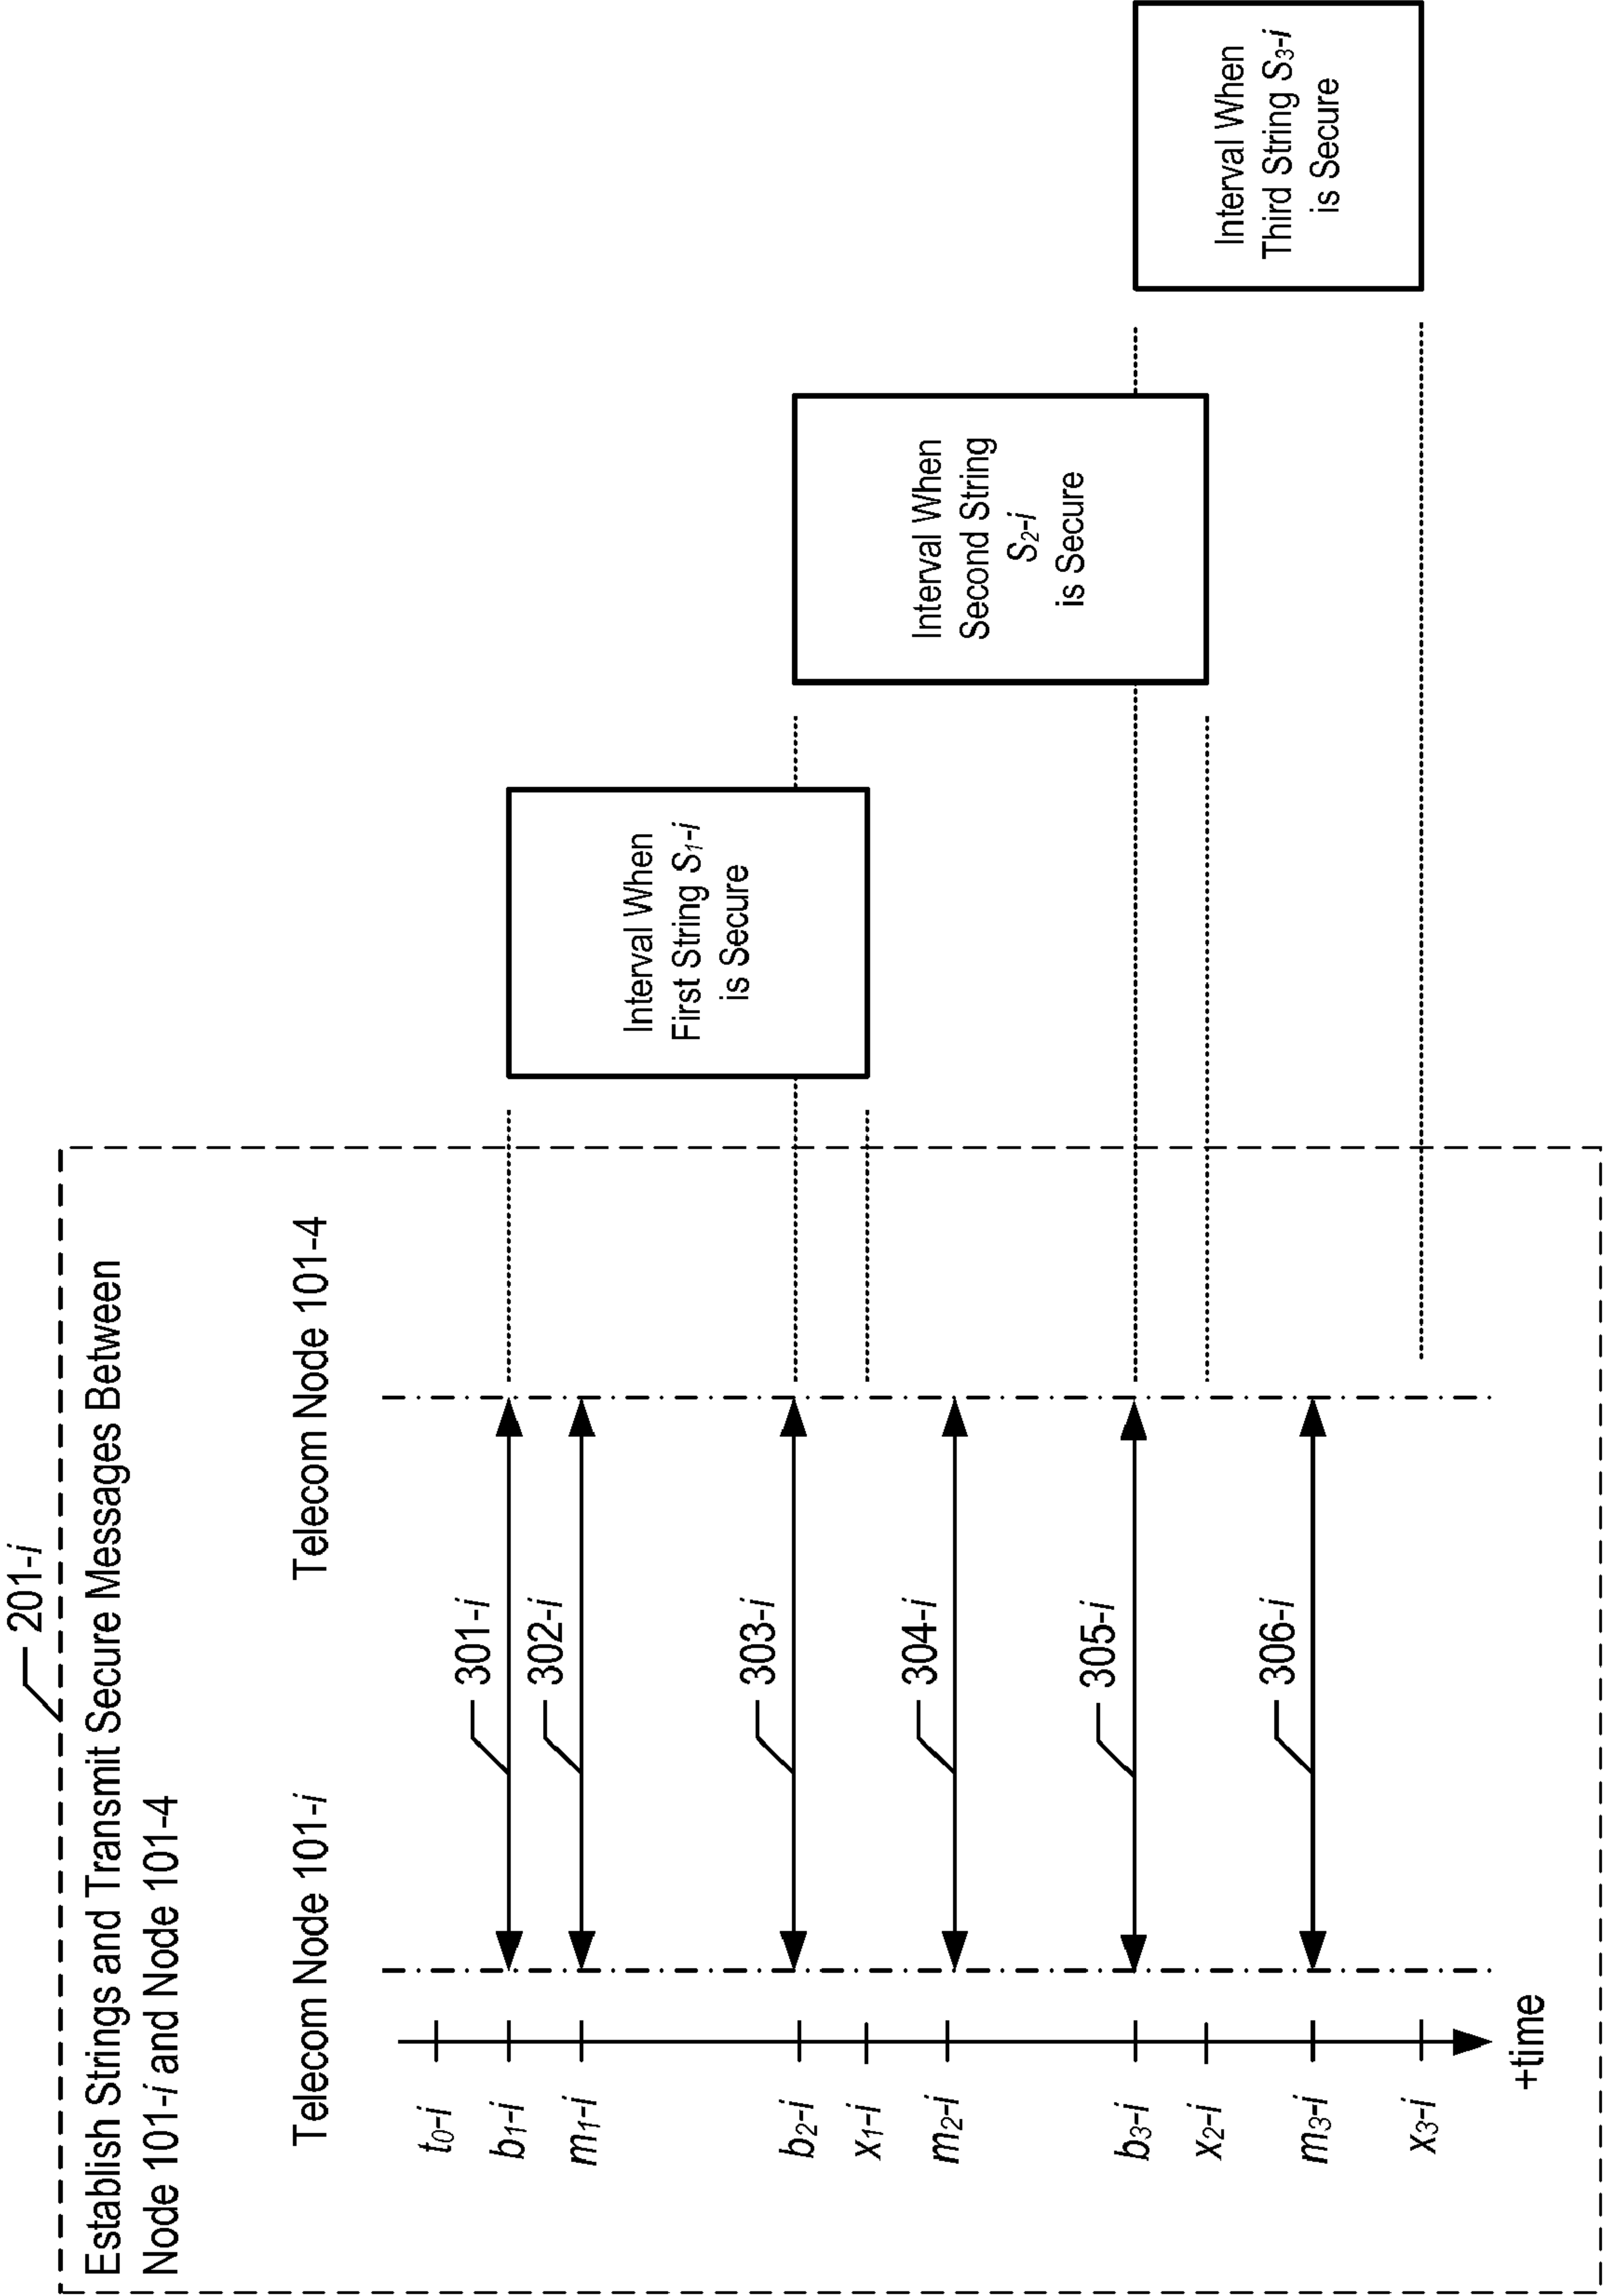 201-i
Establish Strings and Transmit Secure Messages Between
Node 101-i and Node 101-4
Telecom Node 101-i
Telecom Node 101-4
t0-i
b1-i
301-i
m1-i
302-i
b2-i
303-i
x1-i
m2-i
304-i
b3-i
305-i
x2-i
m3-i
306-i
x3-i
+time
Interval When
First String S1-i
is Secure
Interval When
Second String
S2-i
is Secure
Interval When
Third String S3-i
is Secure